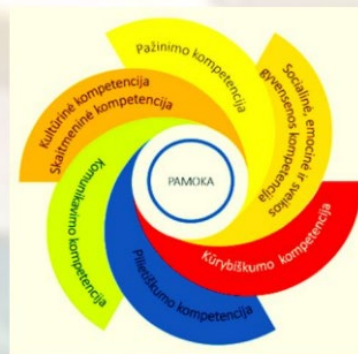 Pažinimo kompetencija
Socialinė, emocinė ir sveikos
gyvensenos kompetencija
Kūrybiškumo kompetencija
Pilietiškumo kompetencija
Komunikavimo kompetencija
Kultūrinė kompetencija
Skaitmeninė kompetencija
PAMOKA